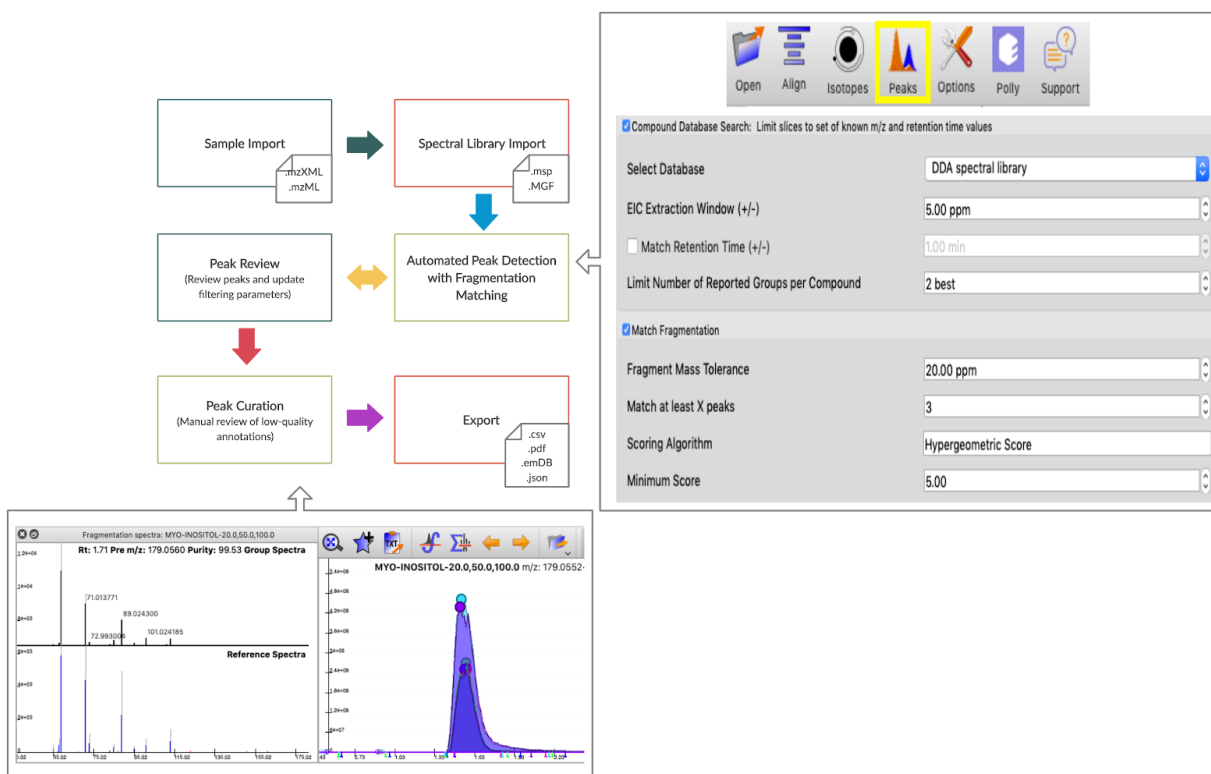 Sample Import
.mzXML
.mzML
Spectral Library Import
.msp
.MGF
Peak Review
(Review peaks and update
filtering parameters)
Automated Peak Detection
with Fragmentation
Matching
Peak Curation
(Manual review of low-quality
annotations)
Export
.csv
.pdf
.emDB
.json
Open
Align
Isotopes
Peaks
Options
Polly
Support
Compound Database Search: Limit slices to set of known m/z and retention time values
Select Database
DDA spectral library
EIC Extraction Window (+/-)
5.00 ppm
Match Retention Time (+/-)
1.00 min
Limit Number of Reported Groups per Compound
2 best
Match Fragmentation
Fragment Mass Tolerance
20.00 ppm
Match at least X peaks
3
Scoring Algorithm
Hypergeometric Score
Minimum Score
5.00
Fragmentation spectra: MYO-INOSITOL-20.0,50.0,100.0
Rt: 1.71 Pre m/z: 179.0560 Purity: 99.53 Group Spectra
71.013771
72.993004
89.024300
101.024185
Reference Spectra
TXT
MYO-INOSITOL-20.0,50.0,100.0 m/z: 179.0552-